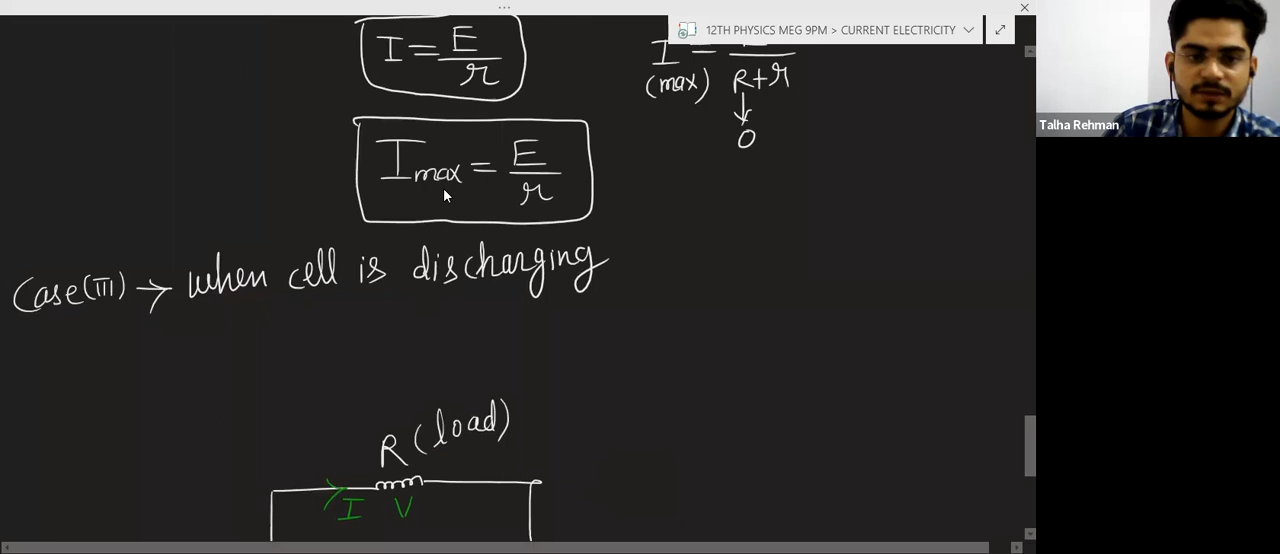 12TH PHYSICS MEG 9PM > CURRENT ELECTRICITY
Talha Rehman
I = E/r
I (max) = /R+r
↓
0
Imax = E/r
Case(III) → when cell is discharging
R (load)
I V